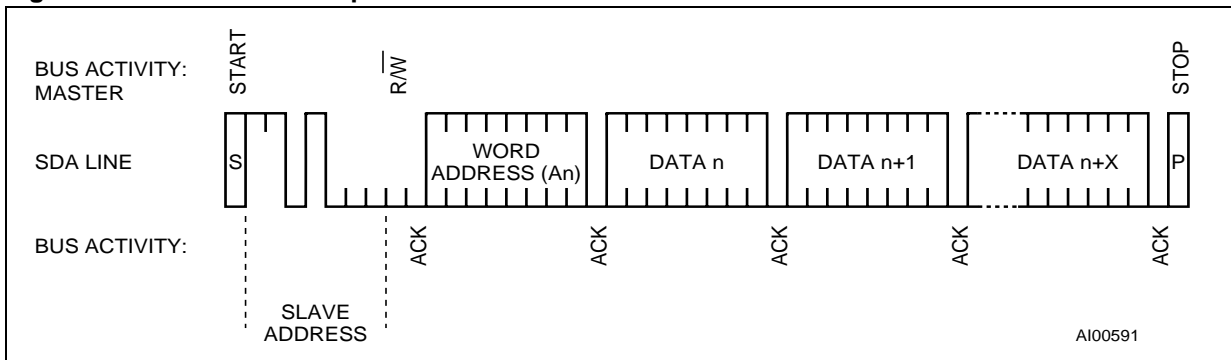 BUS ACTIVITY:
MASTER
START
R/W
STOP
SDA LINE
S
WORD
ADDRESS (An)
DATA n
DATA n+1
DATA n+X
P
BUS ACTIVITY:
ACK
ACK
ACK
ACK
ACK
SLAVE
ADDRESS
AI00591